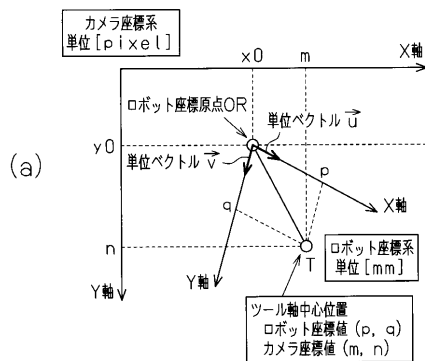 カメラ座標系
単位[pixel]
x0
m
X軸
ロボット座標原点OR
単位ベクトル u
y0
(a)
単位ベクトル v
p
X軸
q
n
T
ロボット座標系
単位[mm]
Y軸
Y軸
ツール軸中心位置
ロボット座標値(p, q)
カメラ座標値(m, n)